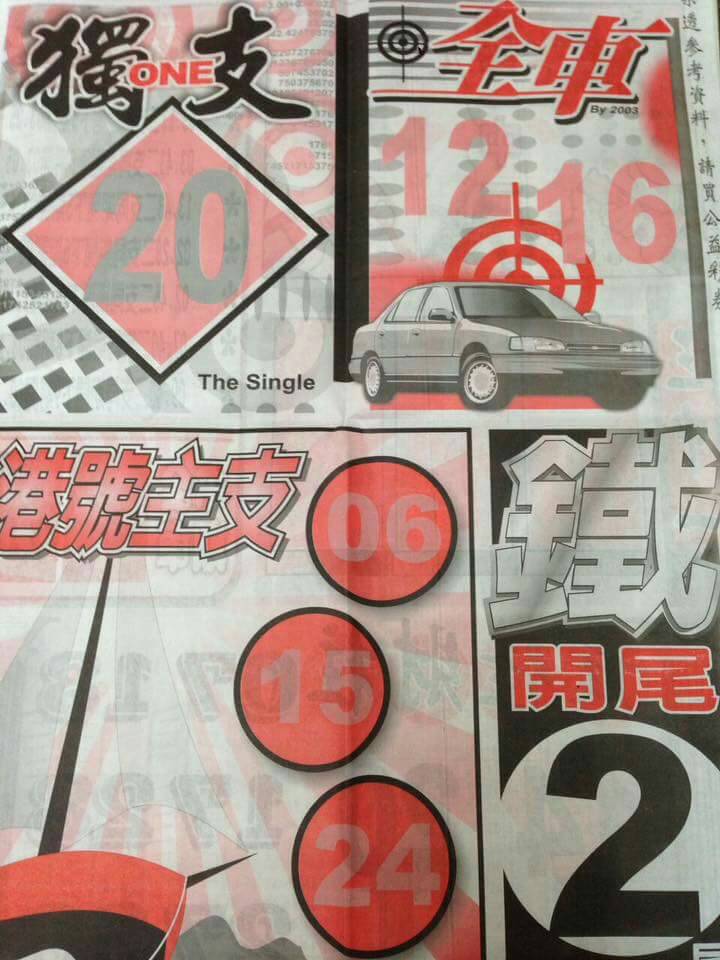 獨ONE支
20
The Single
全車
By 2003
12
16
透參考資料，請買公益彩
港號主支
06
15
24
鐵
開尾
2